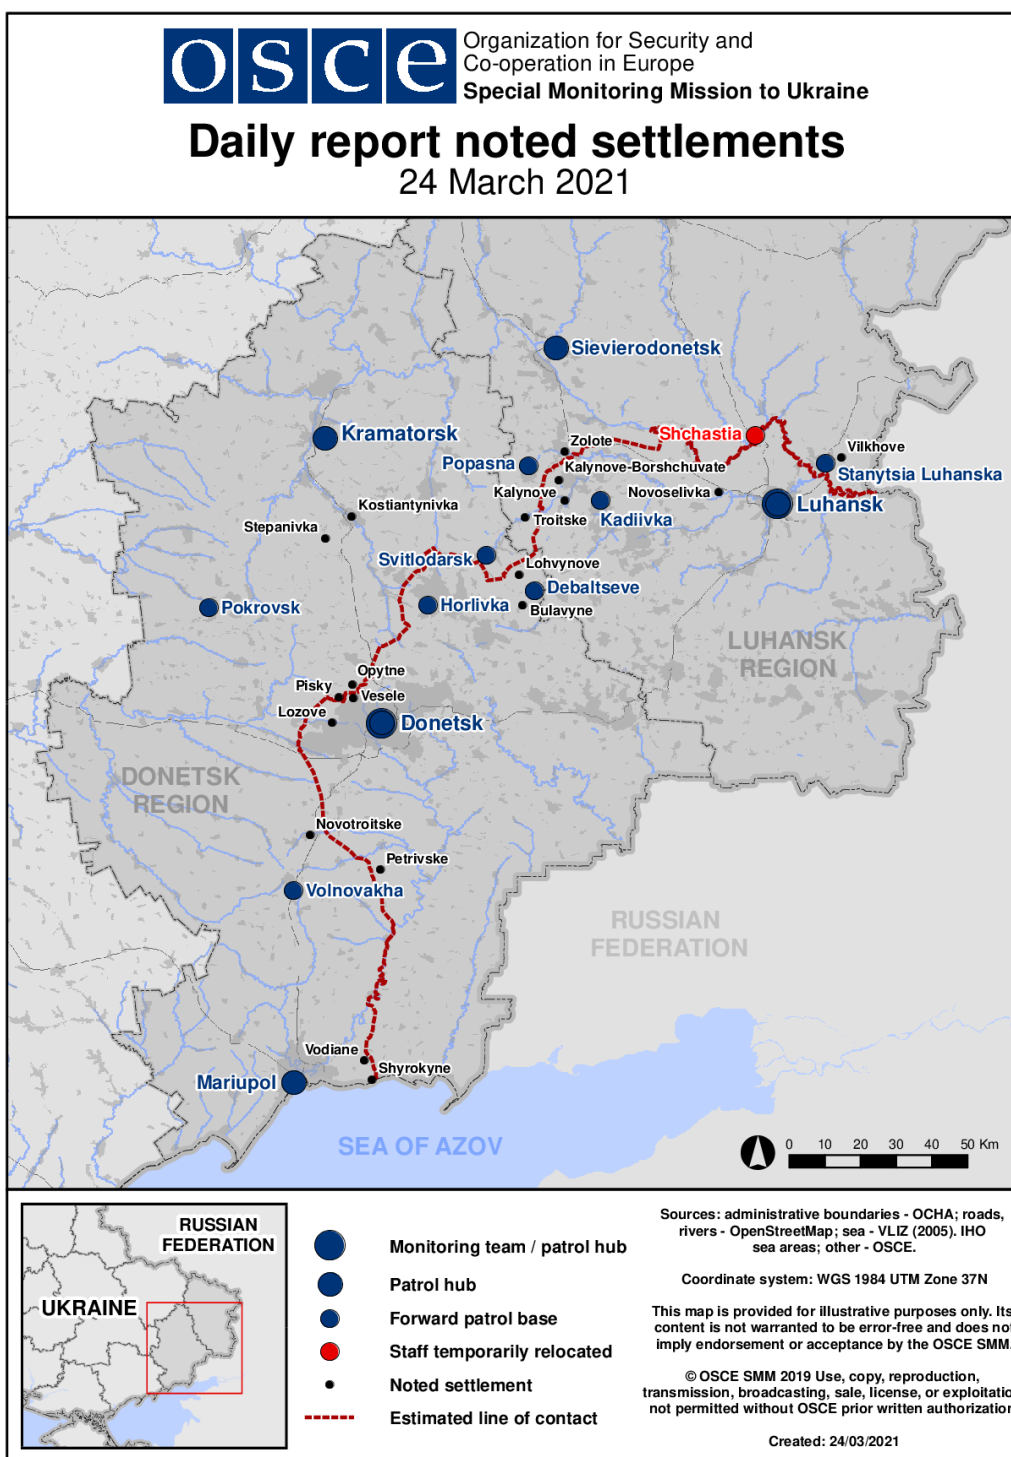 osce
Organization for Security and
Co-operation in Europe
Special Monitoring Mission to Ukraine
Daily report noted settlements
24 March 2021
Sievierodonetsk
Kramatorsk
Shchastia
Zolote
Vilkhove
Popasna
Kalynove-Borshchuvate
Stanytsia Luhanska
Kalynove
Novoselivka
Kostiantynivka
Luhansk
Troitske
Kadiivka
Stepanivka
Svitlodarsk
Lohvynove
Debaltseve
Pokrovsk
Horlivka
Bulavyne
LUHANSK
REGION
Opytne
Pisky
Vesele
Lozove
Donetsk
DONETSK
REGION
Novotroitske
Petrivske
Volnovakha
RUSSIAN
FEDERATION
Vodiane
Shyrokyne
Mariupol
SEA OF AZOV
0 10 20 30 40 50 Km
RUSSIAN
FEDERATION
UKRAINE
Monitoring team / patrol hub
Patrol hub
Forward patrol base
Staff temporarily relocated
Noted settlement
Estimated line of contact
Sources: administrative boundaries - OCHA; roads,
rivers - OpenStreetMap; sea - VLIZ (2005). IHO
sea areas; other - OSCE.
Coordinate system: WGS 1984 UTM Zone 37N
This map is provided for illustrative purposes only. Its
content is not warranted to be error-free and does not
imply endorsement or acceptance by the OSCE SMM.
© OSCE SMM 2019 Use, copy, reproduction,
transmission, broadcasting, sale, license, or exploitatio
not permitted without OSCE prior written authorization
Created: 24/03/2021